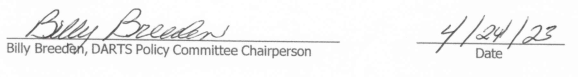 Billy Breeden 4/24/23
Billy Breeden, DARTS Policy Committee Chairperson Date